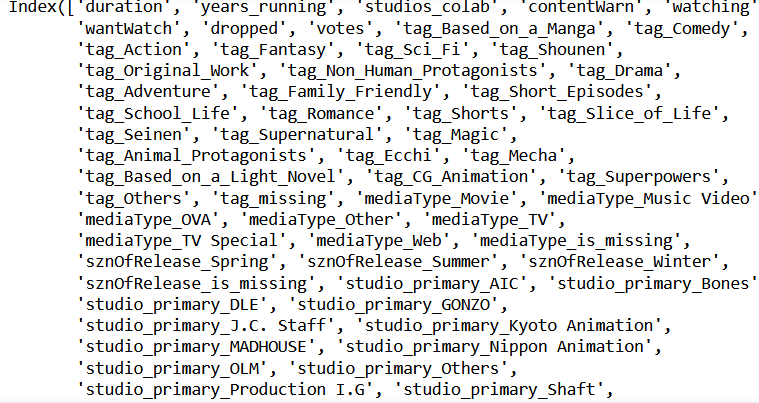 Index(['duration', 'years_running', 'studios_colab', 'contentWarn', 'watching'
'wantWatch', 'dropped', 'votes', 'tag_Based_on_a_Manga', 'tag_Comedy',
'tag_Action', 'tag_Fantasy', 'tag_Sci_Fi', 'tag_Shounen',
'tag_Original_Work', 'tag_Non_Human_Protagonists', 'tag_Drama',
'tag_Adventure', 'tag_Family_Friendly', 'tag_Short_Episodes',
'tag_School_Life', 'tag_Romance', 'tag_Shorts', 'tag_Slice_of_Life',
'tag_Seinen', 'tag_Supernatural', 'tag_Magic',
'tag_Animal_Protagonists', 'tag_Ecchi', 'tag_Mecha',
'tag_Based_on_a_Light_Novel', 'tag_CG_Animation', 'tag_Superpowers',
'tag_Others', 'tag_missing', 'mediaType_Movie', 'mediaType_Music Video'
'mediaType_OVA', 'mediaType_Other', 'mediaType_TV',
'mediaType_TV Special', 'mediaType_Web', 'mediaType_is_missing',
'sznOfRelease_Spring', 'sznOfRelease_Summer', 'sznOfRelease_Winter',
'sznOfRelease_is_missing', 'studio_primary_AIC', 'studio_primary_Bones'
'studio_primary_DLE', 'studio_primary_GONZO',
'studio_primary_J.C. Staff', 'studio_primary_Kyoto Animation',
'studio_primary_MADHOUSE', 'studio_primary_Nippon Animation',
'studio_primary_OLM', 'studio_primary_Others',
'studio_primary_Production I.G', 'studio_primary_Shaft',